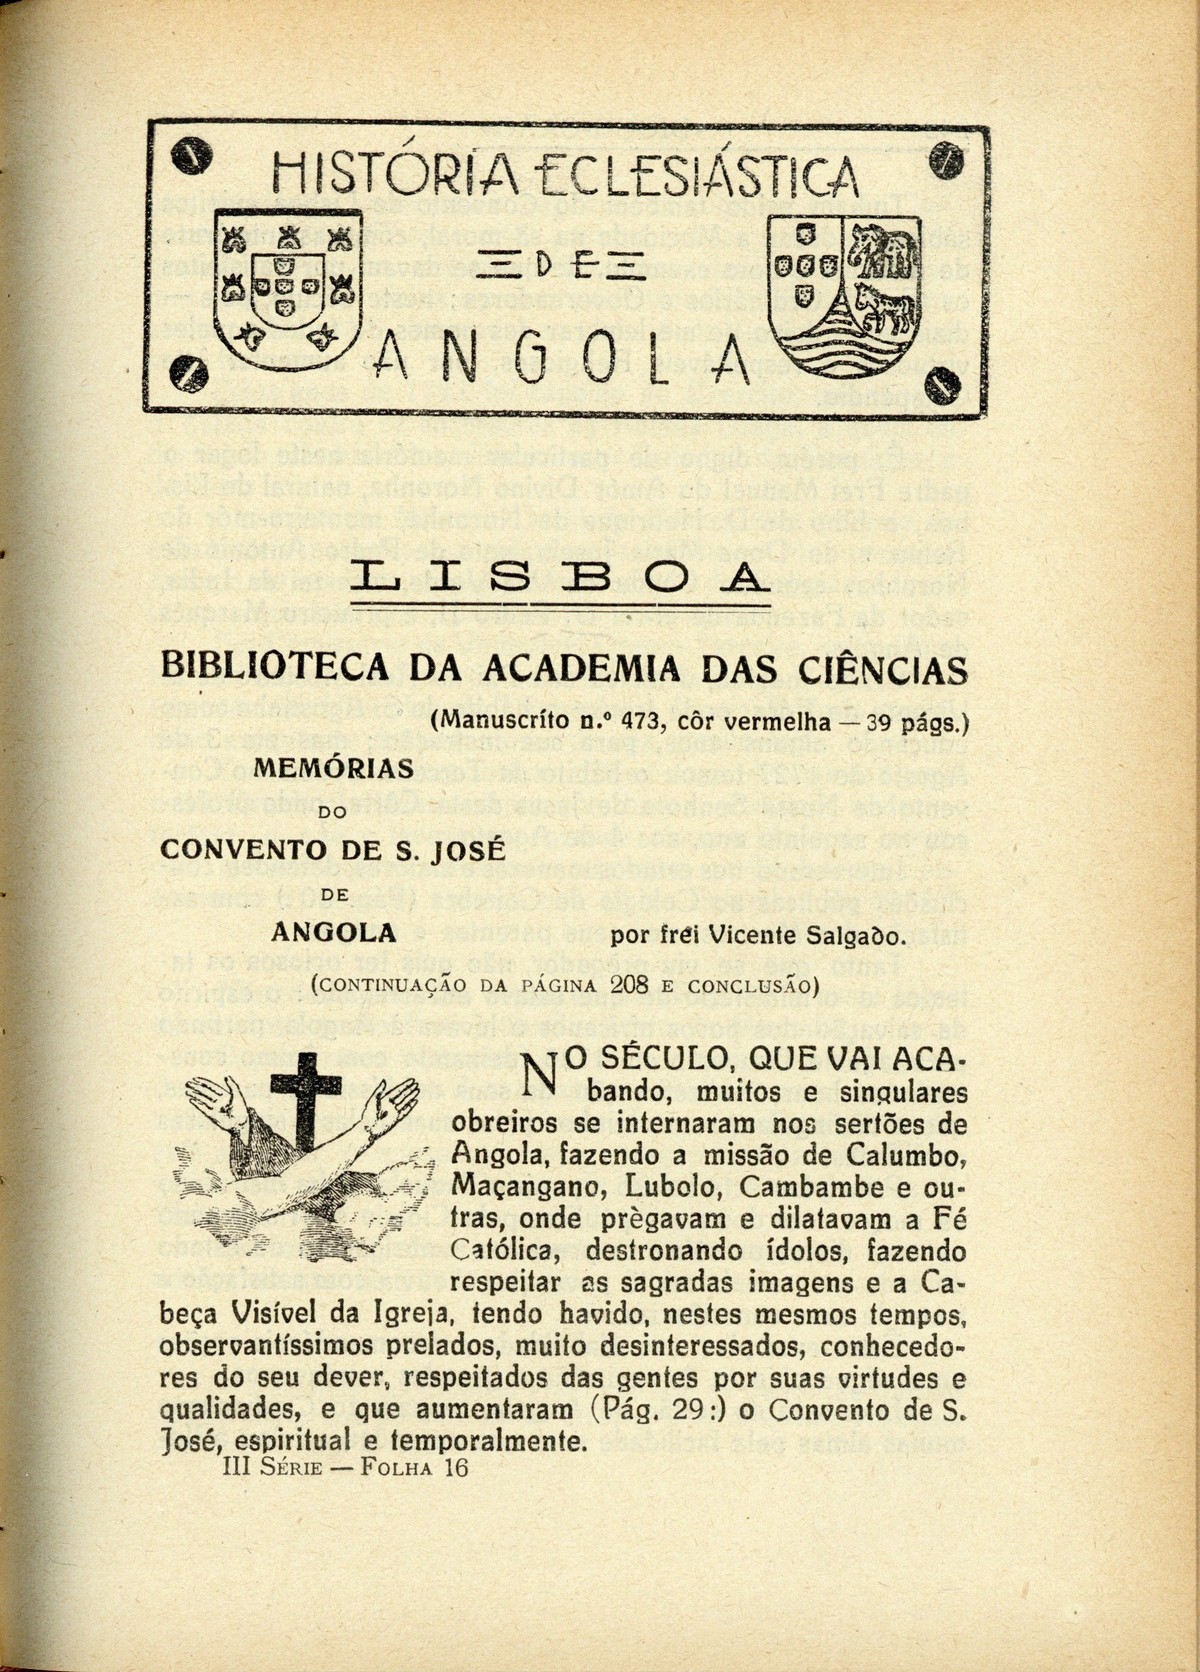 HISTÓRIA ECLESIÁSTICA
DE
ANGOLA
LISBOA
BIBLIOTECA DA ACADEMIA DAS CIÊNCIAS
(Manuscríto n.º 473, côr vermelha — 39 págs.)
MEMÓRIAS
DO
CONVENTO DE S. JOSÉ
DE
ANGOLA por frei Vicente Salgado.
(CONTINUAÇÃO DA PÁGINA 208 E CONCLUSÃO)
NO SÉCULO, QUE VAI ACA-
bando, muitos e singulares
obreiros se internaram nos sertões de
Angola, fazendo a missão de Calumbo,
Maçangano, Lubolo, Cambambe e ou-
tras, onde prègavam e dilatavam a Fé
Católica, destronando ídolos, fazendo
respeitar as sagradas imagens e a Ca-
beça Visível da Igreja, tendo havido, nestes mesmos tempos,
observantíssimos prelados, muito desinteressados, conhecedo-
res do seu dever, respeitados das gentes por suas virtudes e
qualidades, e que aumentaram (Pág. 29:) o Convento de S.
José, espiritual e temporalmente.
III SÉRIE — FOLHA 16